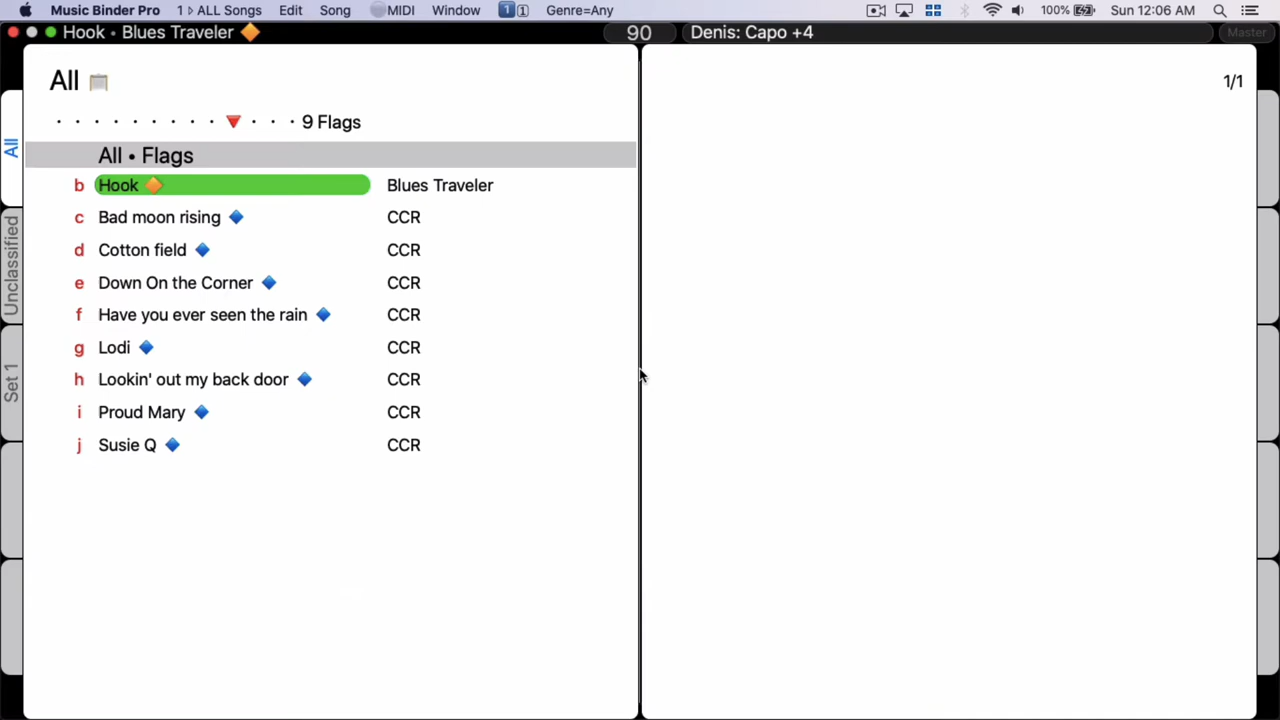 Music Binder Pro 1 ▹ ALL Songs Edit Song MIDI Window 1 1 Genre=Any 100% Sun 12:06 AM
Hook • Blues Traveler 🔶 90 Denis: Capo +4 Master
All 1/1
· · · · · · · · · 🔻 · · · 9 Flags
All • Flags
b Hook 🔶 Blues Traveler
c Bad moon rising 🔷 CCR
d Cotton field 🔷 CCR
e Down On the Corner 🔷 CCR
f Have you ever seen the rain 🔷 CCR
g Lodi 🔷 CCR
h Lookin' out my back door 🔷 CCR
i Proud Mary 🔷 CCR
j Susie Q 🔷 CCR
All
Unclassified
Set 1